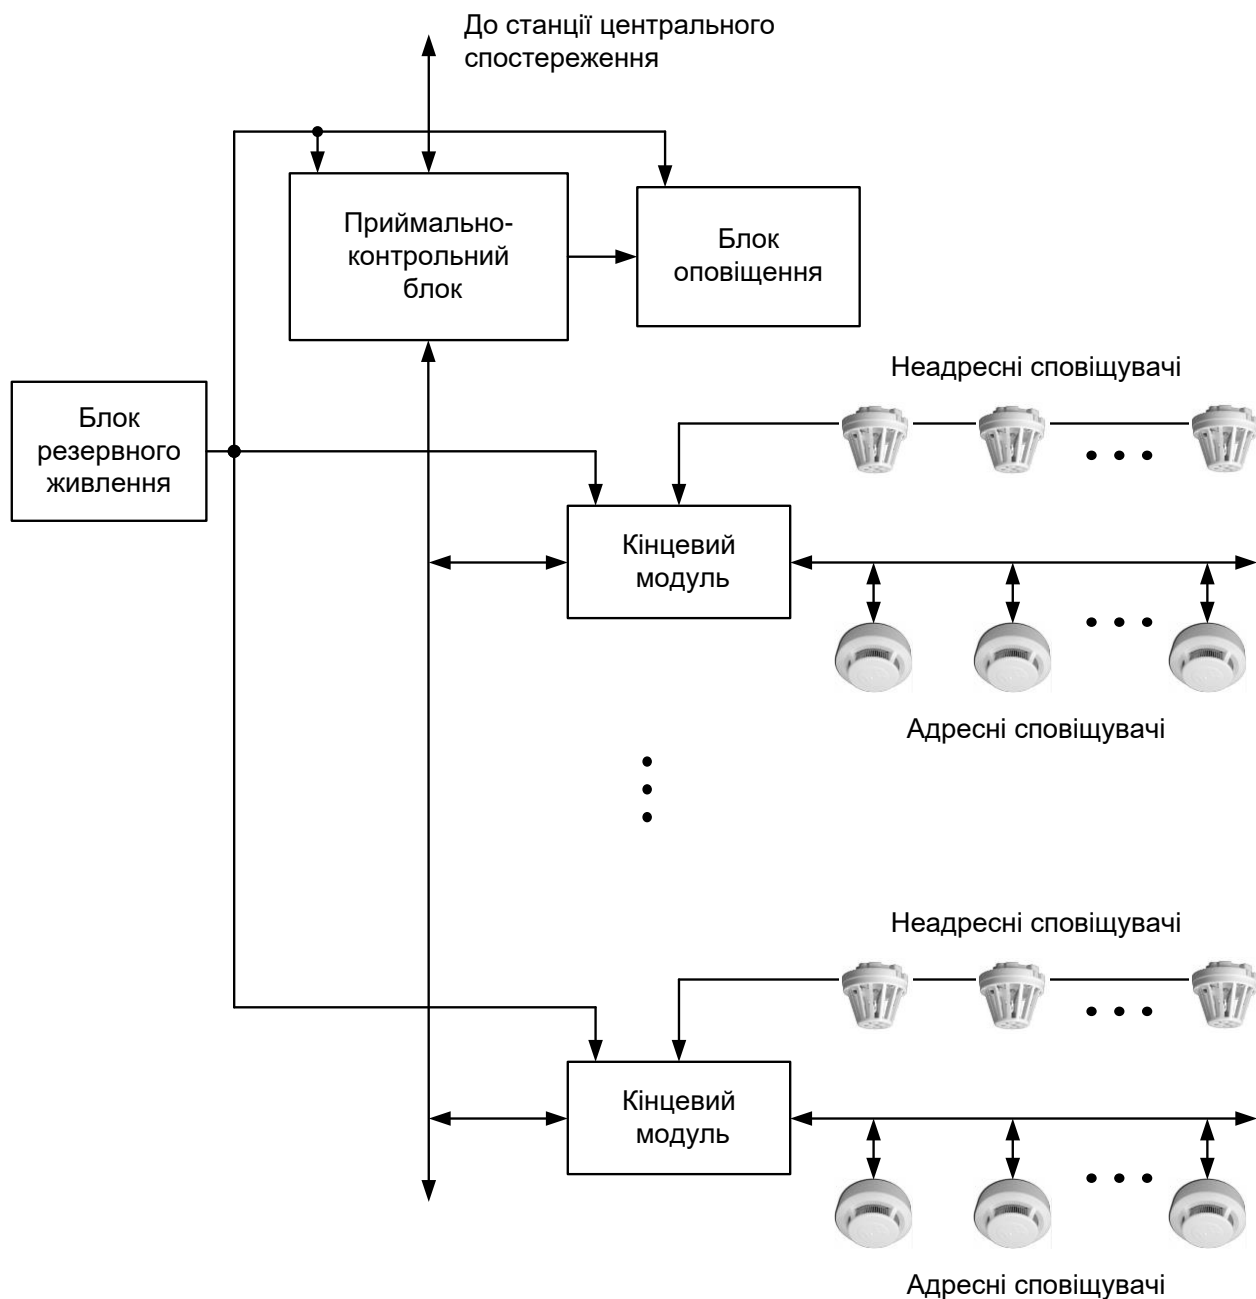 До станції центрального
спостереження
Приймально-
контрольний
блок
Блок
оповіщення
Блок
резервного
живлення
Неадресні сповіщувачі
Кінцевий
модуль
Адресні сповіщувачі
Неадресні сповіщувачі
Кінцевий
модуль
Адресні сповіщувачі